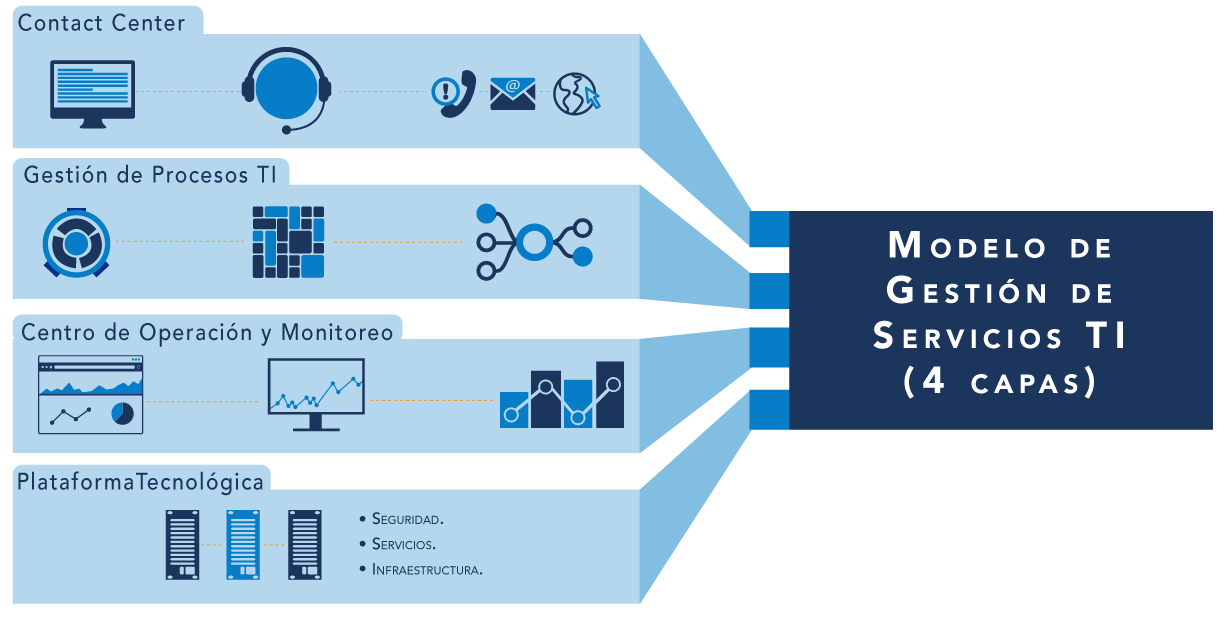 Contact Center
Gestión de Procesos TI
Centro de Operación y Monitoreo
PlataformaTecnológica
• Seguridad.
• Servicios.
• Infraestructura.
Modelo de
Gestión de
Servicios TI
(4 capas)